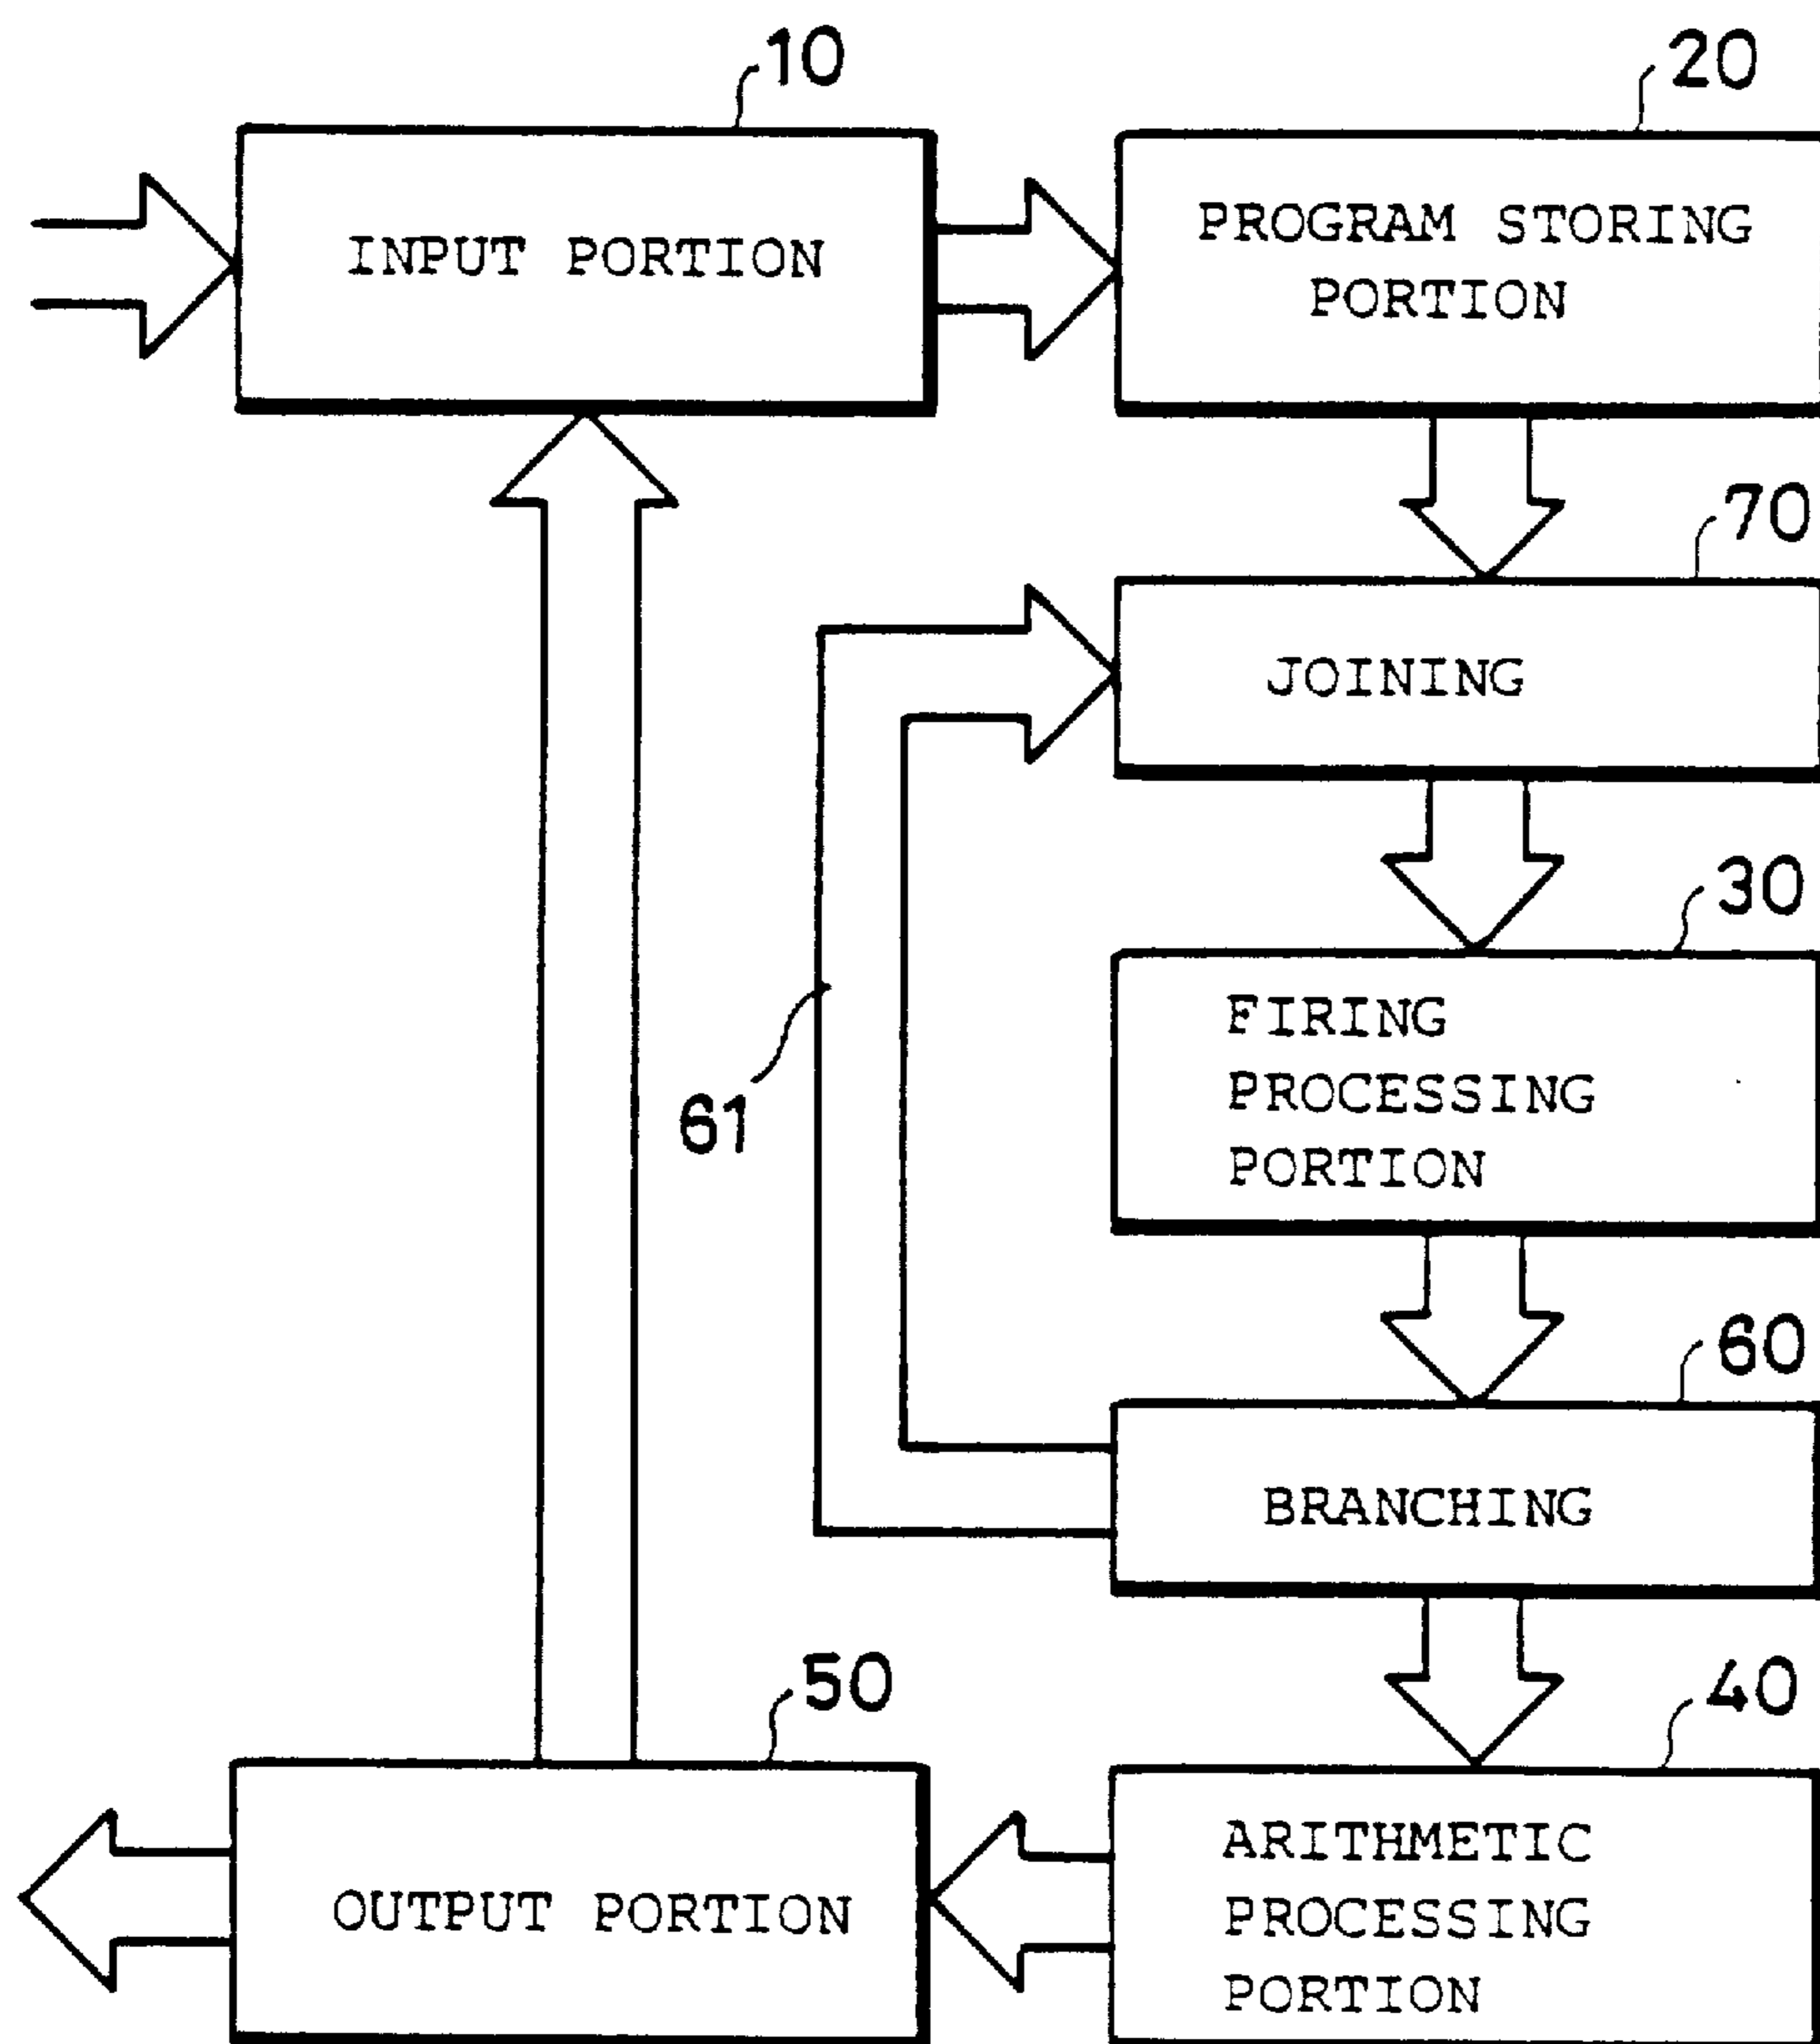 10
20
INPUT PORTION
PROGRAM STORING
PORTION
70
JOINING
30
FIRING
PROCESSING
PORTION
61
60
BRANCHING
50
40
OUTPUT PORTION
ARITHMETIC
PROCESSING
PORTION